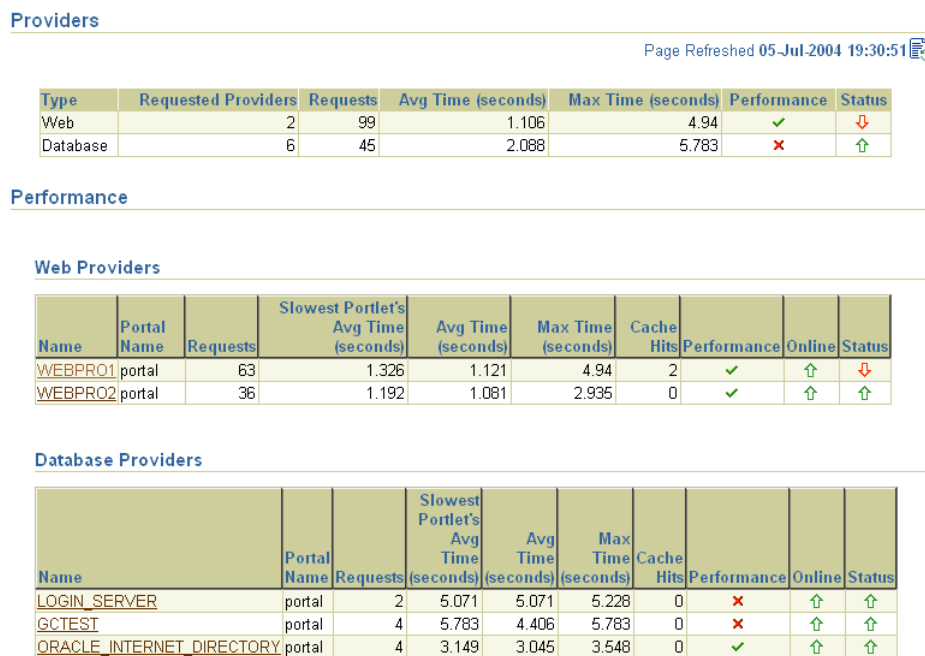 Providers
Page Refreshed 05-Jul-2004 19:30:51
Type Requested Providers Requests Avg Time (seconds) Max Time (seconds) Performance Status
Web 2 99 1.106 4.94
Database 6 45 2.088 5.783
Performance
Web Providers
Name Portal Name Requests Slowest Portlet's Avg Time (seconds) Avg Time (seconds) Max Time (seconds) Cache Hits Performance Online Status
WEBPRO1 portal 63 1.326 1.121 4.94 2
WEBPRO2 portal 36 1.192 1.081 2.935 0
Database Providers
Name Portal Name Requests Slowest Portlet's Avg Time (seconds) Avg Time (seconds) Max Time (seconds) Cache Hits Performance Online Status
LOGIN_SERVER portal 2 5.071 5.071 5.228 0
GCTEST portal 4 5.783 4.406 5.783 0
ORACLE_INTERNET_DIRECTORY portal 4 3.149 3.045 3.548 0